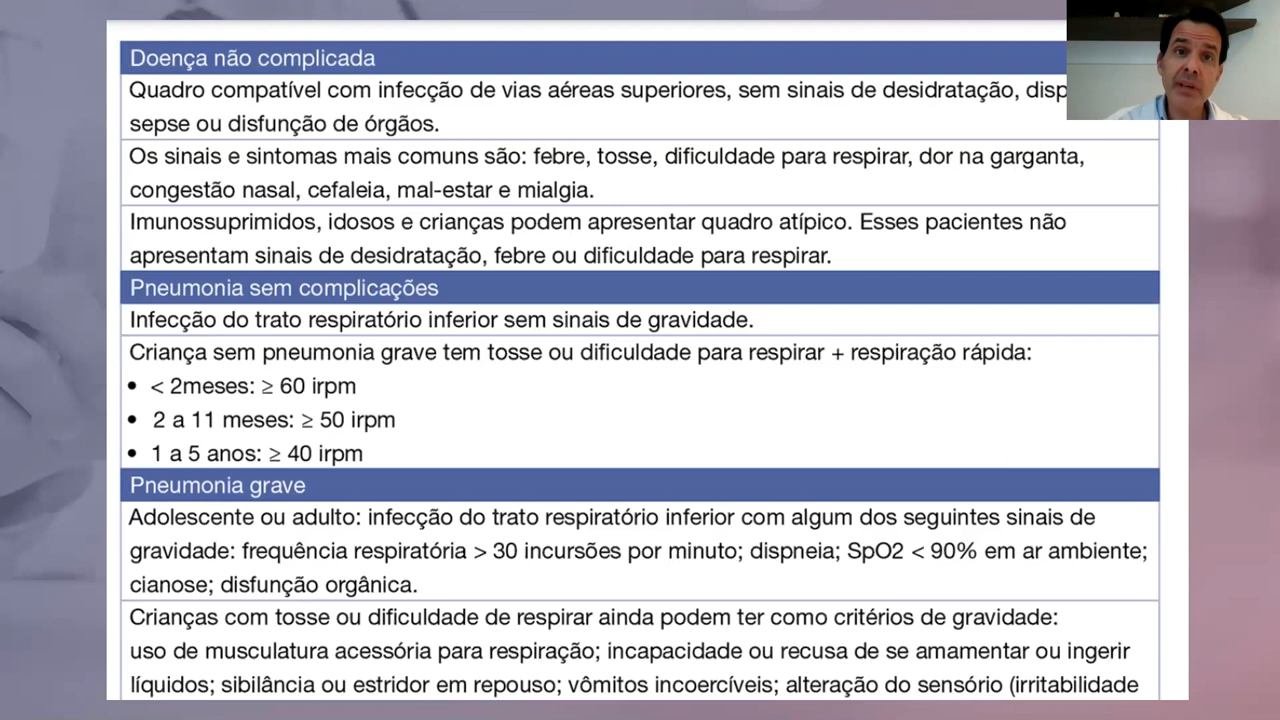 Doença não complicada
Quadro compatível com infecção de vias aéreas superiores, sem sinais de desidratação,
sepse ou disfunção de órgãos.
Os sinais e sintomas mais comuns são: febre, tosse, dificuldade para respirar, dor na garganta,
congestão nasal, cefaleia, mal-estar e mialgia.
Imunossuprimidos, idosos e crianças podem apresentar quadro atípico. Esses pacientes não
apresentam sinais de desidratação, febre ou dificuldade para respirar.
Pneumonia sem complicações
Infecção do trato respiratório inferior sem sinais de gravidade.
Criança sem pneumonia grave tem tosse ou dificuldade para respirar + respiração rápida:
• < 2meses: ≥ 60 irpm
• 2 a 11 meses: ≥ 50 irpm
• 1 a 5 anos: ≥ 40 irpm
Pneumonia grave
Adolescente ou adulto: infecção do trato respiratório inferior com algum dos seguintes sinais de
gravidade: frequência respiratória > 30 incursões por minuto; dispneia; SpO2 < 90% em ar ambiente;
cianose; disfunção orgânica.
Crianças com tosse ou dificuldade de respirar ainda podem ter como critérios de gravidade:
uso de musculatura acessória para respiração; incapacidade ou recusa de se amamentar ou ingerir
líquidos; sibilância ou estridor em repouso; vômitos incoercíveis; alteração do sensório (irritabilidade